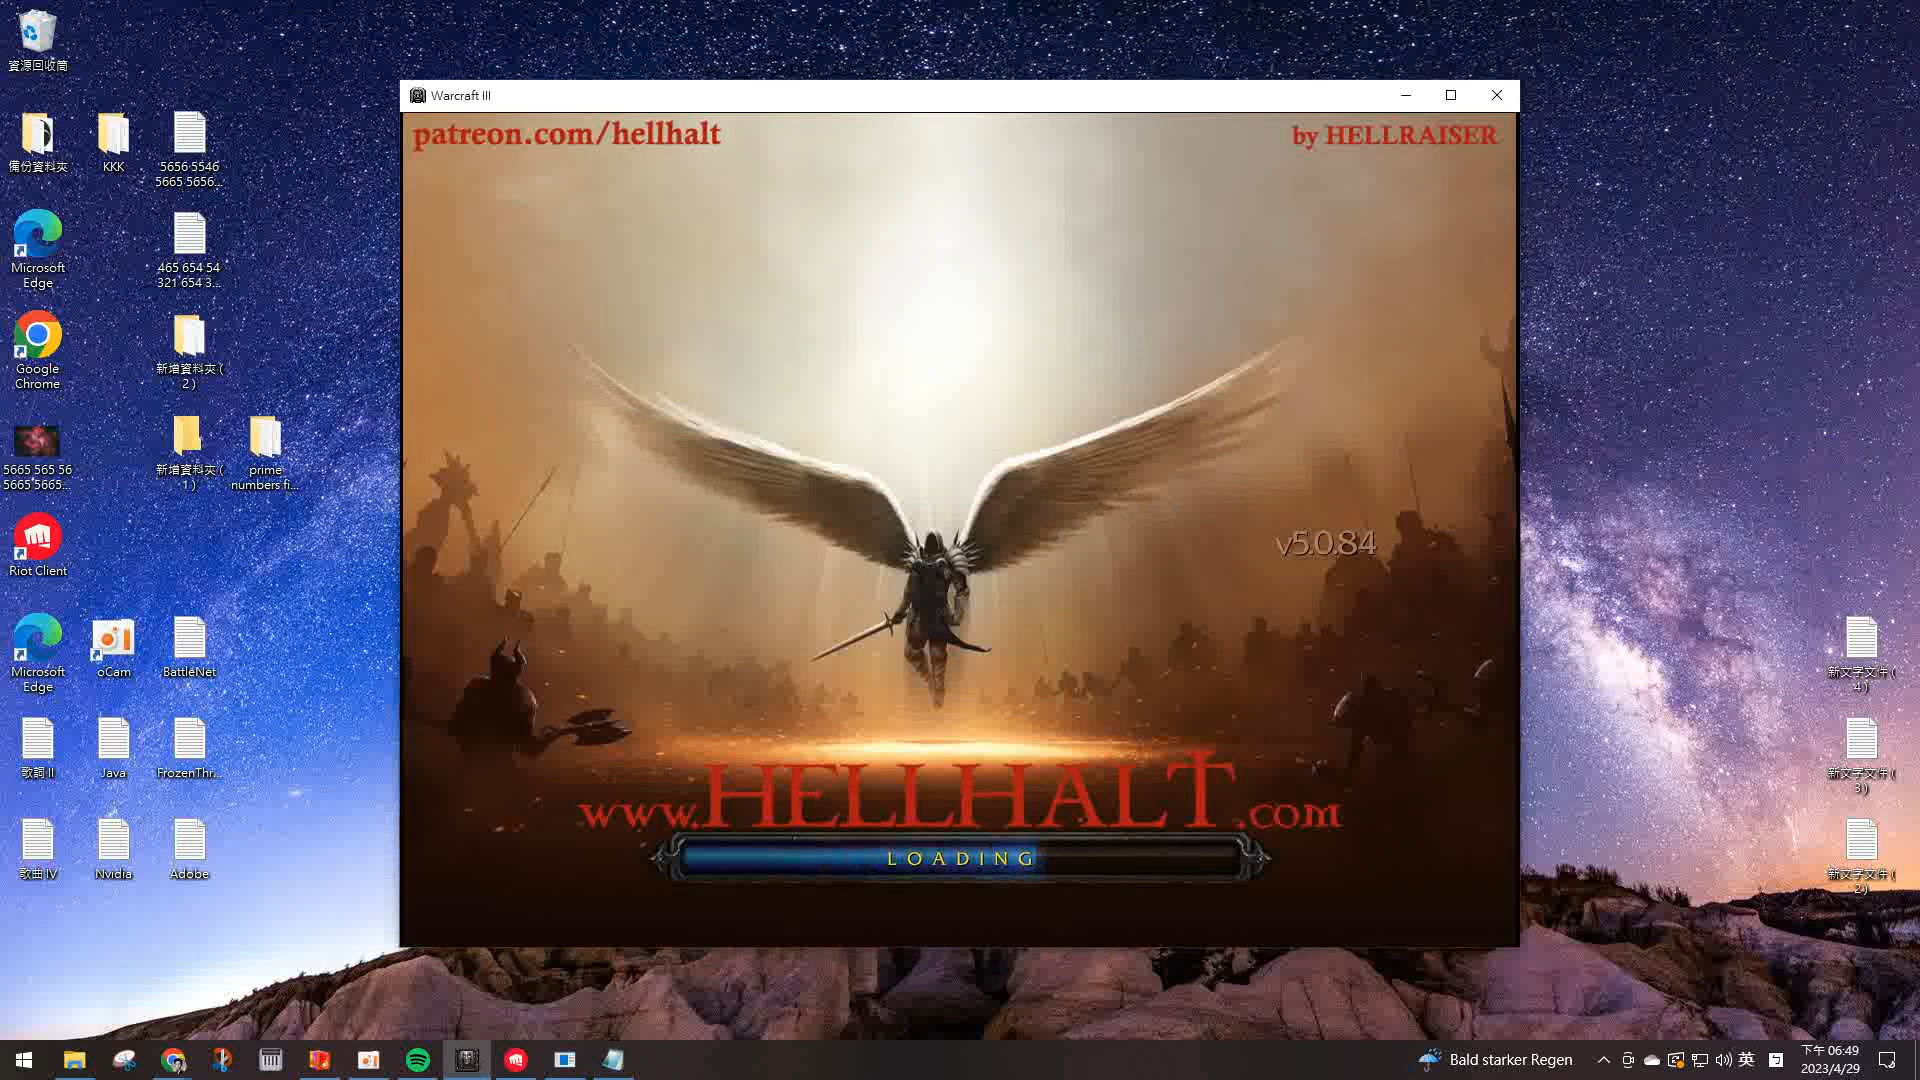 資源回收筒
備份資料夾
KKK
5656 5546
5665 5656...
Microsoft
Edge
465 654 54
321 654 3...
Google
Chrome
新增資料夾 (
2 )
5665 565 56
5665 5665...
新增資料夾 (
1 )
prime
numbers fi...
Riot Client
Microsoft
Edge
oCam
BattleNet
歌詞 II
Java
FrozenThr...
歌曲 IV
Nvidia
Adobe
Warcraft III
patreon.com/hellhalt
by HELLRAISER
v5.0.84
www.HELLHALT.com
LOADING
新文字文件 (
4 )
新文字文件 (
3 )
新文字文件 (
2 )
Bald starker Regen
英
下午 06:49
2023/4/29